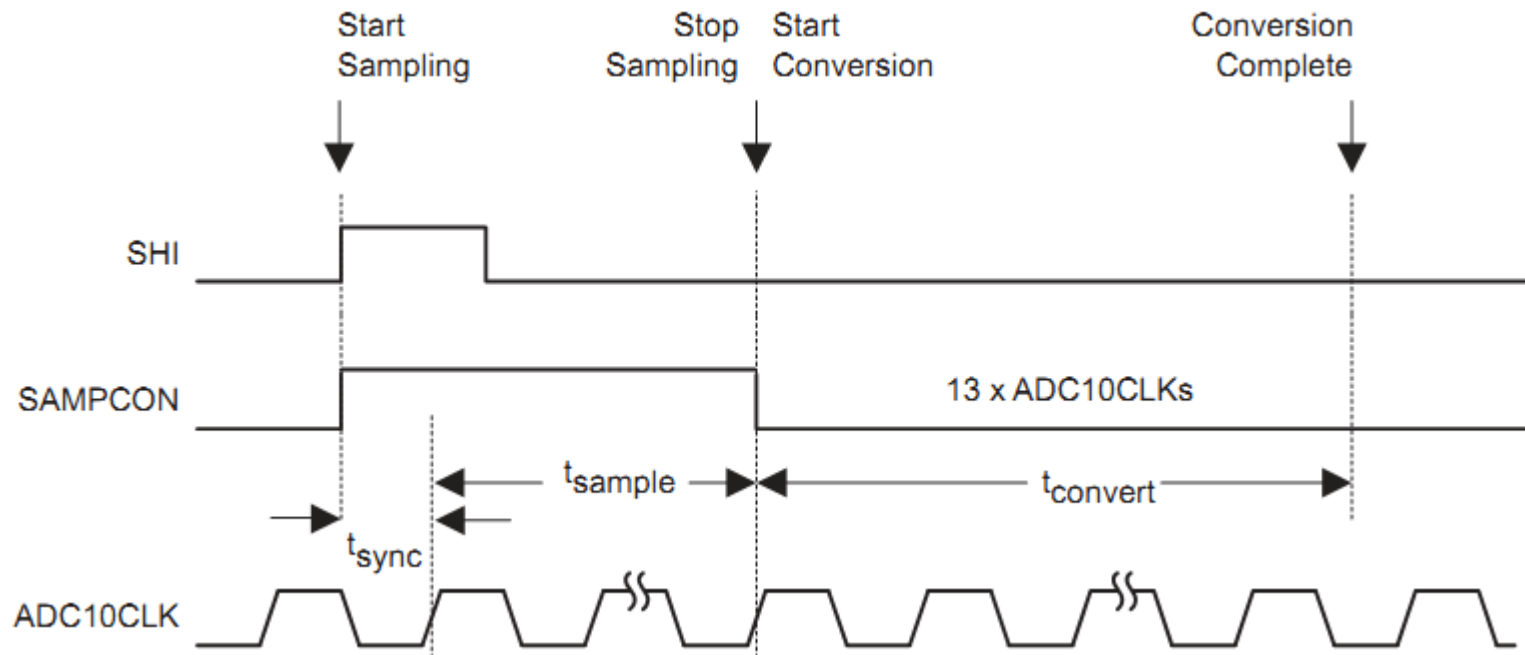 Start
Sampling
Stop
Sampling
Start
Conversion
Conversion
Complete
SHI
SAMPCON
13 x ADC10CLKs
tsample
tconvert
tsync
ADC10CLK